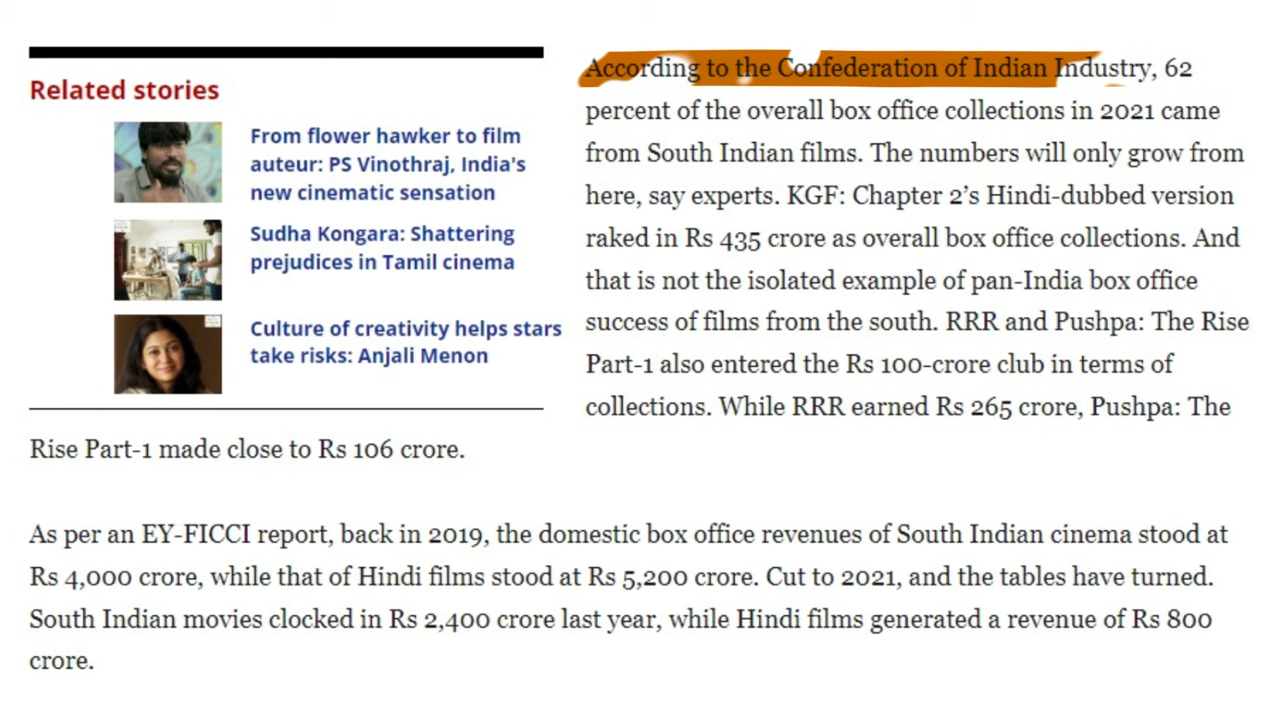 Related stories
From flower hawker to film
auteur: PS Vinothraj, India's
new cinematic sensation
Sudha Kongara: Shattering
prejudices in Tamil cinema
Culture of creativity helps stars
take risks: Anjali Menon
According to the Confederation of Indian Industry, 62
percent of the overall box office collections in 2021 came
from South Indian films. The numbers will only grow from
here, say experts. KGF: Chapter 2’s Hindi-dubbed version
raked in Rs 435 crore as overall box office collections. And
that is not the isolated example of pan-India box office
success of films from the south. RRR and Pushpa: The Rise
Part-1 also entered the Rs 100-crore club in terms of
collections. While RRR earned Rs 265 crore, Pushpa: The
Rise Part-1 made close to Rs 106 crore.
As per an EY-FICCI report, back in 2019, the domestic box office revenues of South Indian cinema stood at
Rs 4,000 crore, while that of Hindi films stood at Rs 5,200 crore. Cut to 2021, and the tables have turned.
South Indian movies clocked in Rs 2,400 crore last year, while Hindi films generated a revenue of Rs 800
crore.